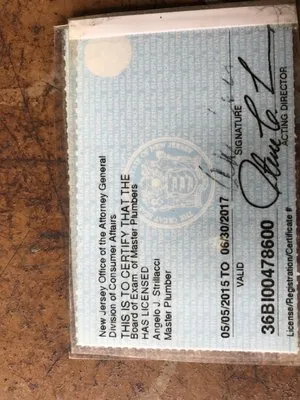 New Jersey Office of the Attorney General
Division of Consumer Affairs
THIS IS TO CERTIFY THAT THE
Board of Exam. of Master Plumbers
HAS LICENSED
Angelo J. Strilacci
Master Plumber
05/05/2015 TO 06/30/2017
VALID
SIGNATURE
36BI00478600
License/Registration/Certificate #
ACTING DIRECTOR